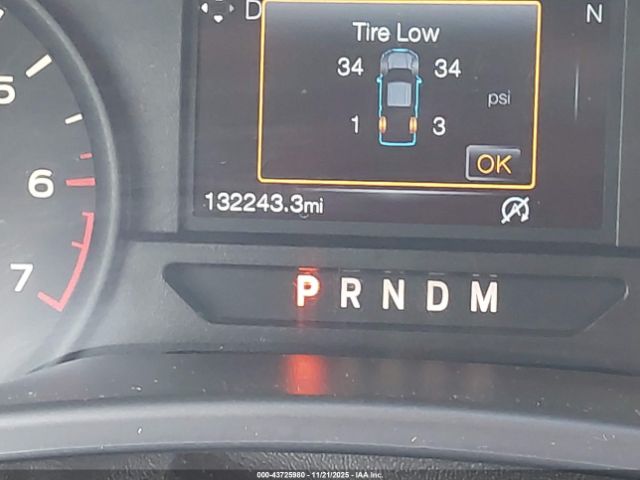 D N
Tire Low
34 34
psi
1 3
OK
132243.3mi
5
6
7
P R N D M
000-43725980 - 11/21/2025 - IAA Inc.